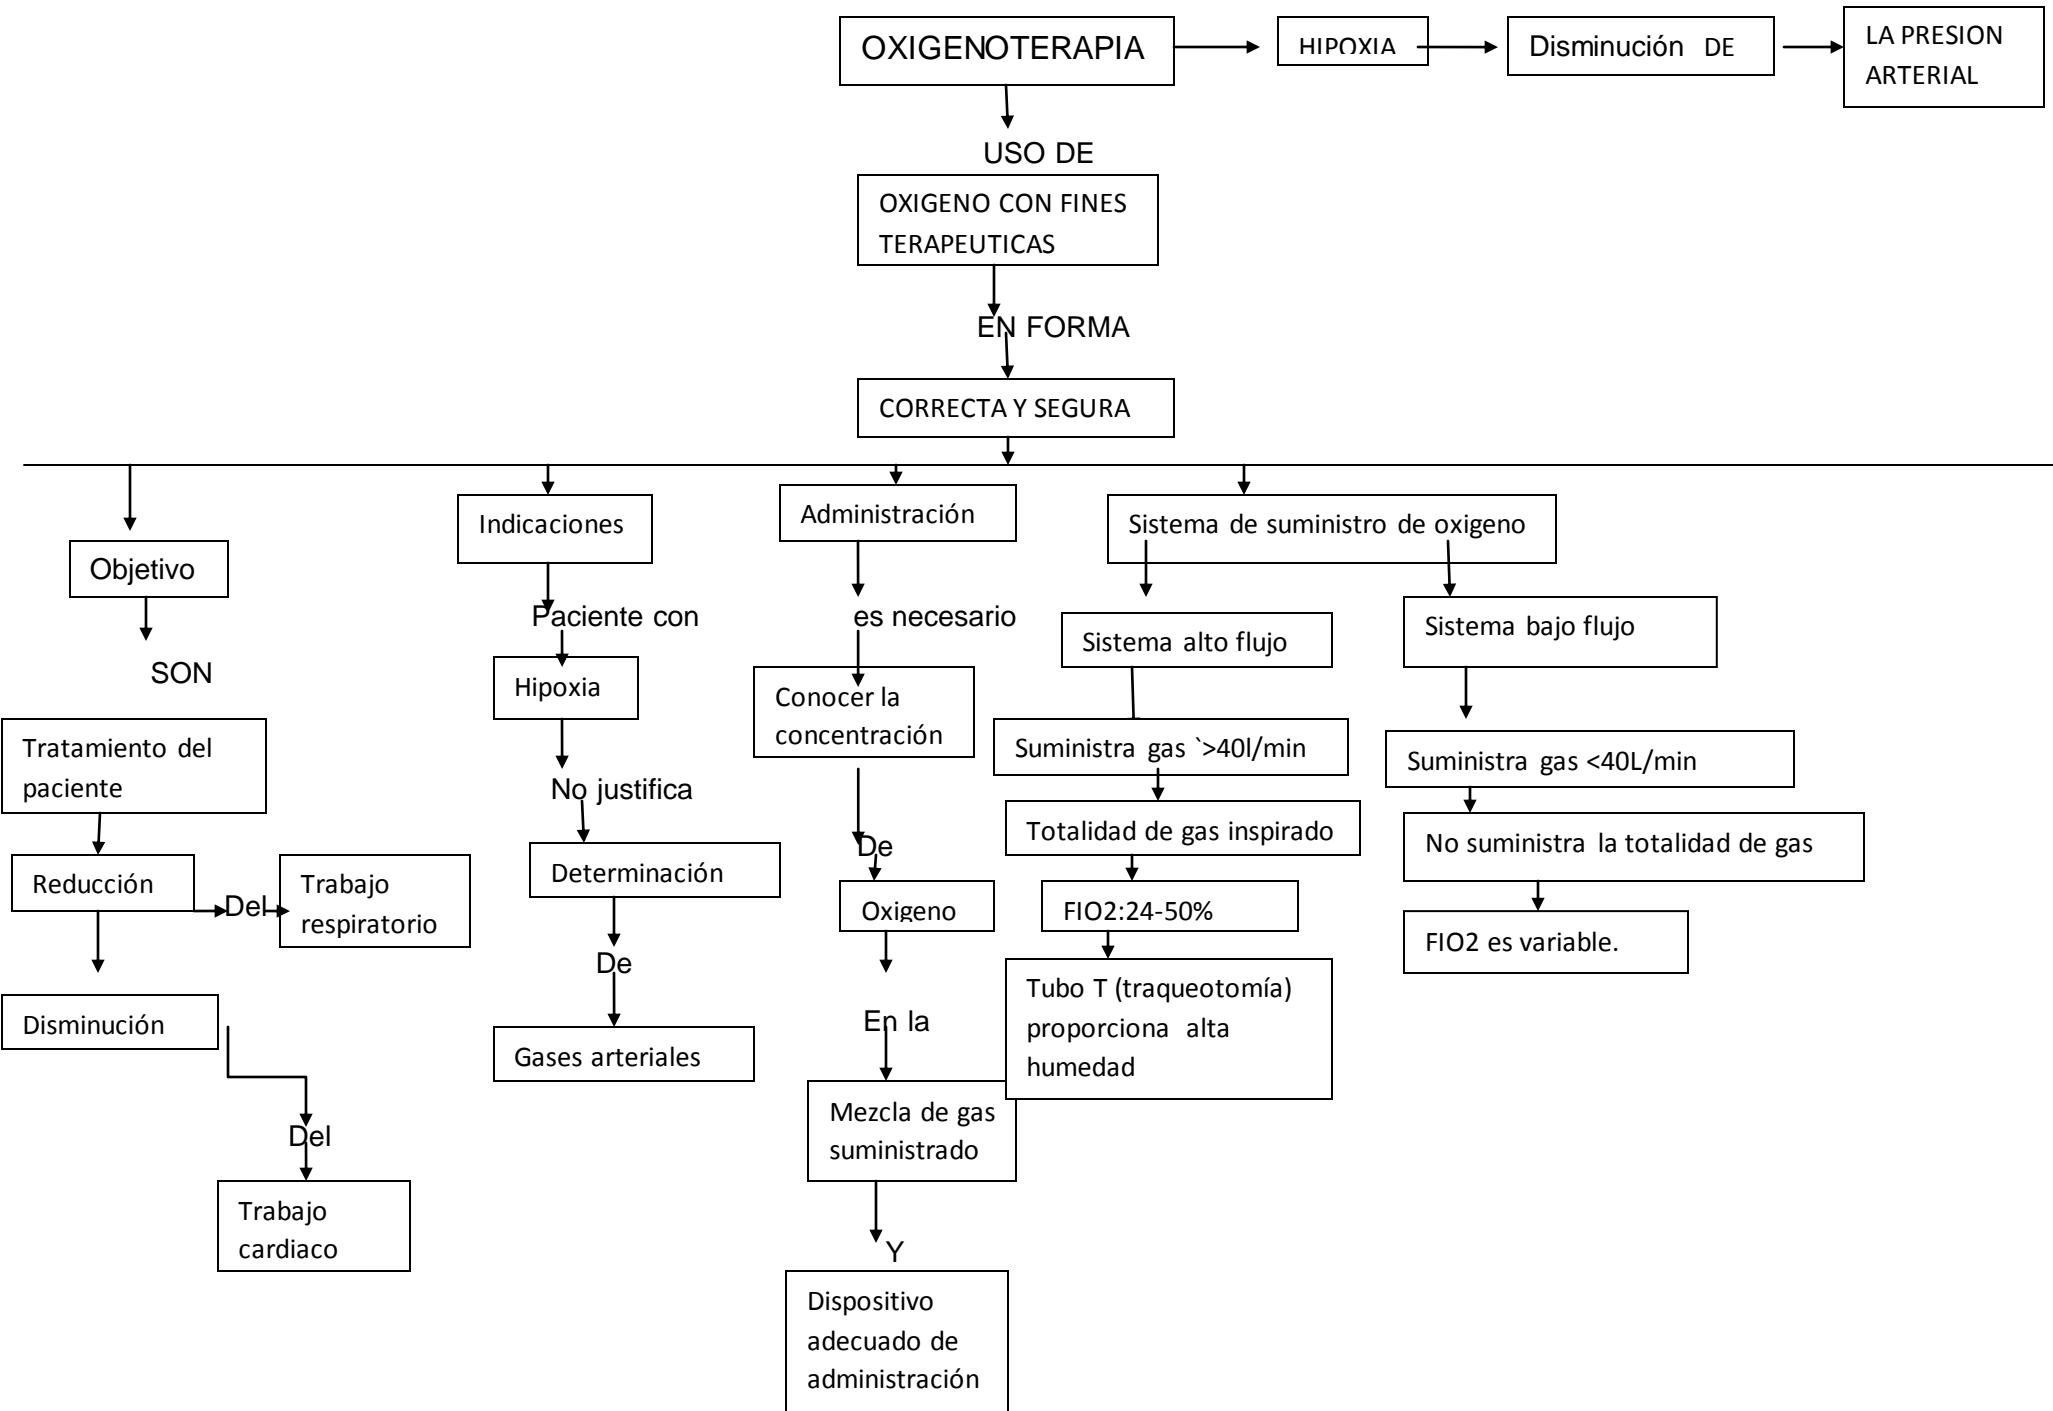 OXIGENOTERAPIA
HIPOXIA
Disminución DE
LA PRESION
ARTERIAL
USO DE
OXIGENO CON FINES
TERAPEUTICAS
EN FORMA
CORRECTA Y SEGURA
Objetivo
SON
Tratamiento del
paciente
Reducción
Del
Trabajo
respiratorio
Disminución
Del
Trabajo
cardiaco
Indicaciones
Paciente con
Hipoxia
No justifica
Determinación
De
Gases arteriales
Administración
es necesario
Conocer la
concentración
De
Oxigeno
En la
Mezcla de gas
suministrado
Y
Dispositivo
adecuado de
administración
Sistema de suministro de oxigeno
Sistema alto flujo
Suministra gas `>40l/min
Totalidad de gas inspirado
FIO2:24-50%
Tubo T (traqueotomía)
proporciona alta
humedad
Sistema bajo flujo
Suministra gas <40L/min
No suministra la totalidad de gas
FIO2 es variable.